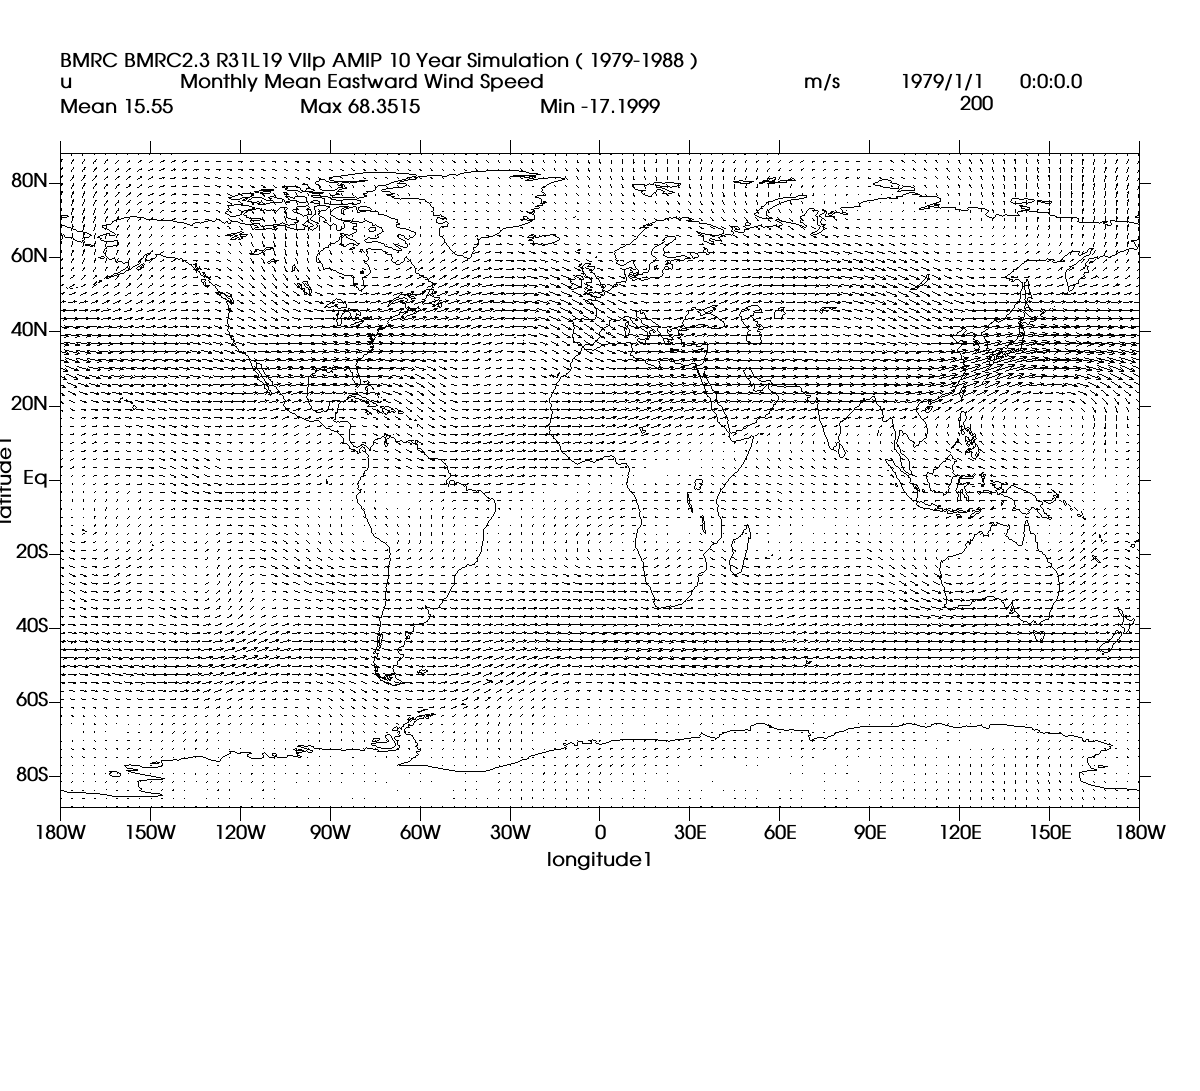 BMRC BMRC2.3 R31L19 VIIp AMIP 10 Year Simulation ( 1979-1988 )
u Monthly Mean Eastward Wind Speed m/s 1979/1/1 0:0:0.0
Mean 15.55 Max 68.3515 Min -17.1999 200
80N
60N
40N
20N
Eq
20S
40S
60S
80S
latitude1
180W 150W 120W 90W 60W 30W 0 30E 60E 90E 120E 150E 180W
longitude1